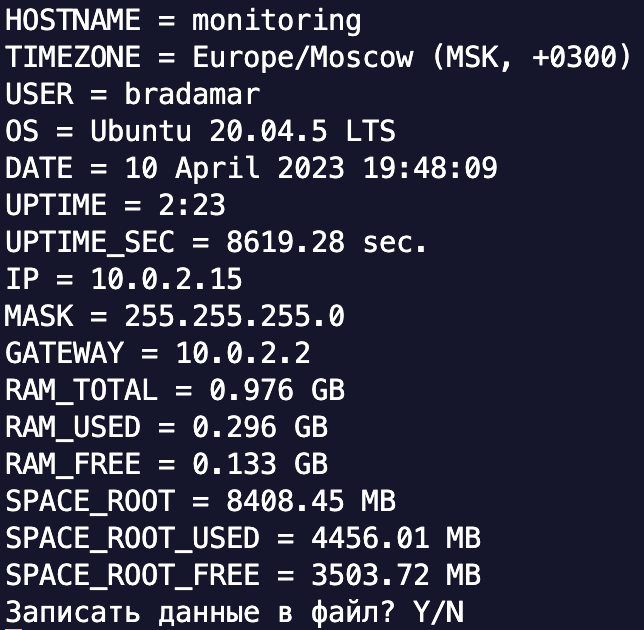 HOSTNAME = monitoring
TIMEZONE = Europe/Moscow (MSK, +0300)
USER = bradamar
OS = Ubuntu 20.04.5 LTS
DATE = 10 April 2023 19:48:09
UPTIME = 2:23
UPTIME_SEC = 8619.28 sec.
IP = 10.0.2.15
MASK = 255.255.255.0
GATEWAY = 10.0.2.2
RAM_TOTAL = 0.976 GB
RAM_USED = 0.296 GB
RAM_FREE = 0.133 GB
SPACE_ROOT = 8408.45 MB
SPACE_ROOT_USED = 4456.01 MB
SPACE_ROOT_FREE = 3503.72 MB
Записать данные в файл? Y/N